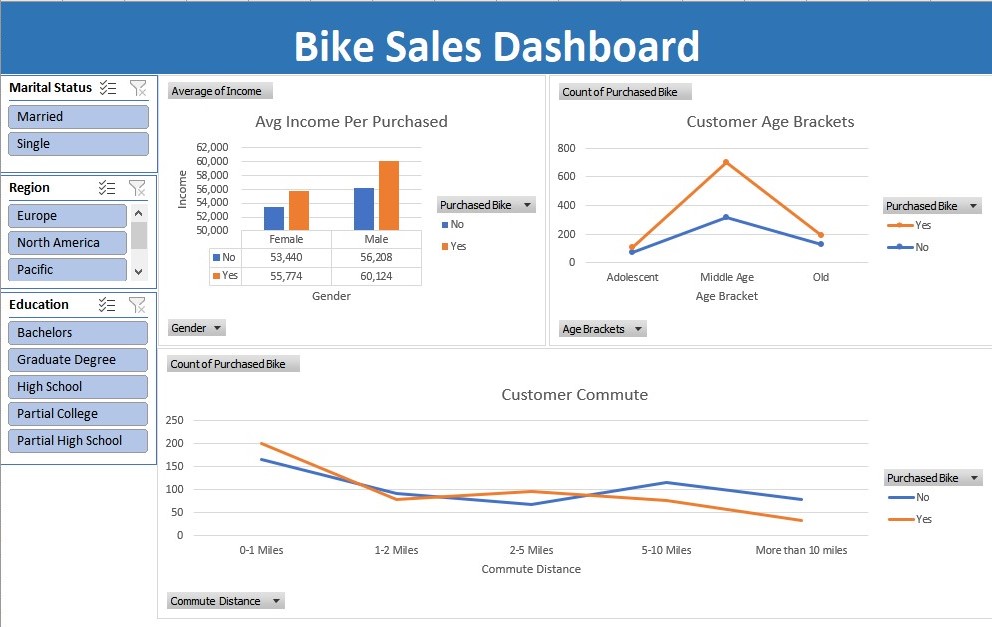 Bike Sales Dashboard
Marital Status
Married
Single
Region
Europe
North America
Pacific
Education
Bachelors
Graduate Degree
High School
Partial College
Partial High School
Average of Income
Avg Income Per Purchased
62,000
60,000
58,000
56,000
54,000
52,000
50,000
Income
Female Male
No 53,440 56,208
Yes 55,774 60,124
Gender
Purchased Bike
No
Yes
Gender
Count of Purchased Bike
Customer Age Brackets
800
600
400
200
0
Adolescent Middle Age Old
Age Bracket
Purchased Bike
Yes
No
Age Brackets
Count of Purchased Bike
Customer Commute
250
200
150
100
50
0
0-1 Miles 1-2 Miles 2-5 Miles 5-10 Miles More than 10 miles
Commute Distance
Purchased Bike
No
Yes
Commute Distance